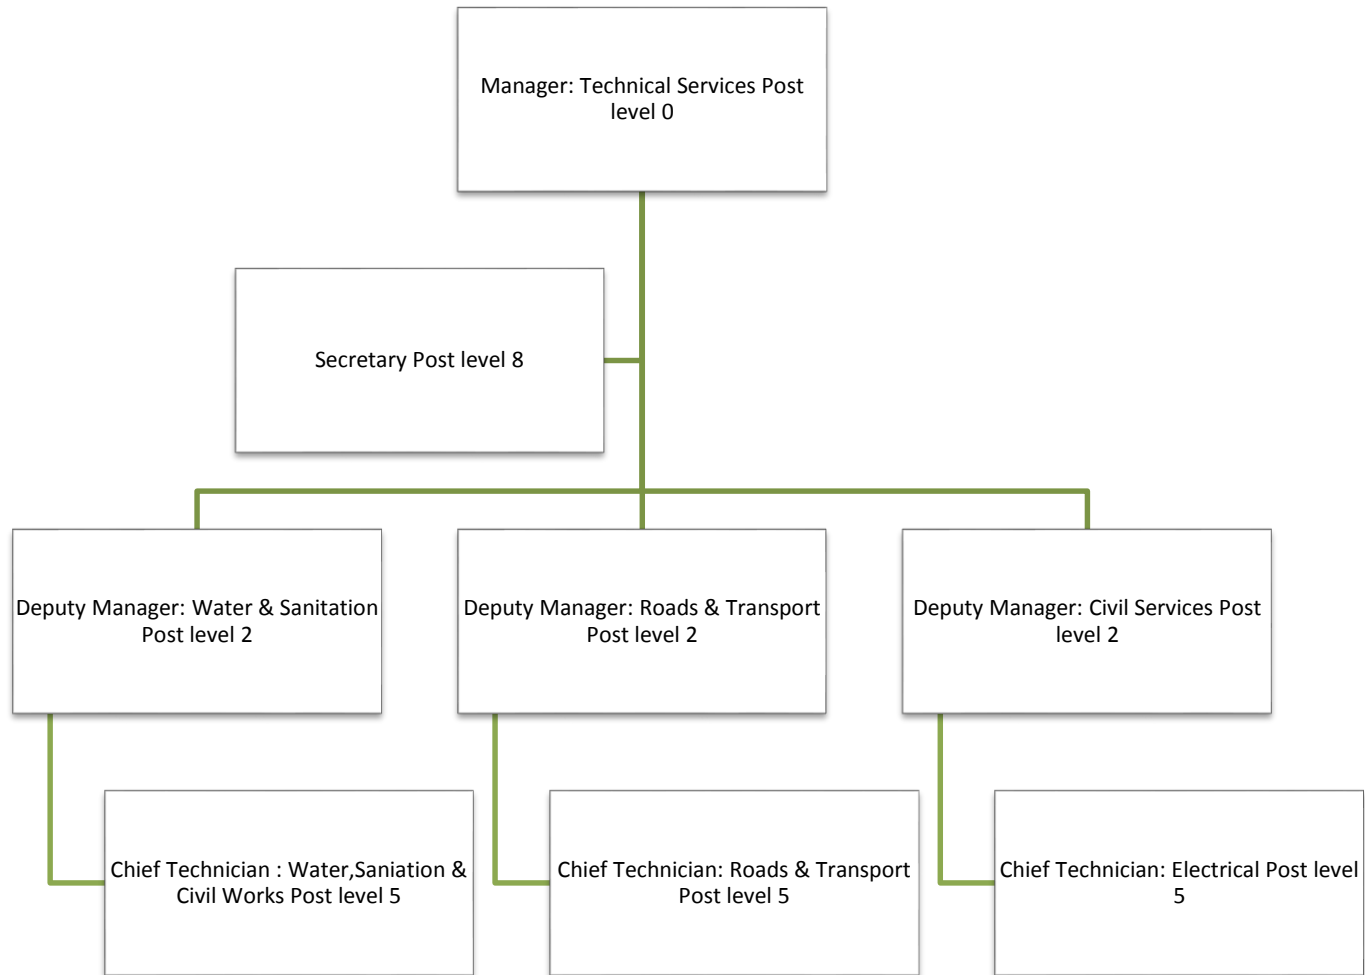 Manager: Technical Services Post
level 0
Secretary Post level 8
Deputy Manager: Water & Sanitation
Post level 2
Deputy Manager: Roads & Transport
Post level 2
Deputy Manager: Civil Services Post
level 2
Chief Technician : Water,Saniation &
Civil Works Post level 5
Chief Technician: Roads & Transport
Post level 5
Chief Technician: Electrical Post level
5